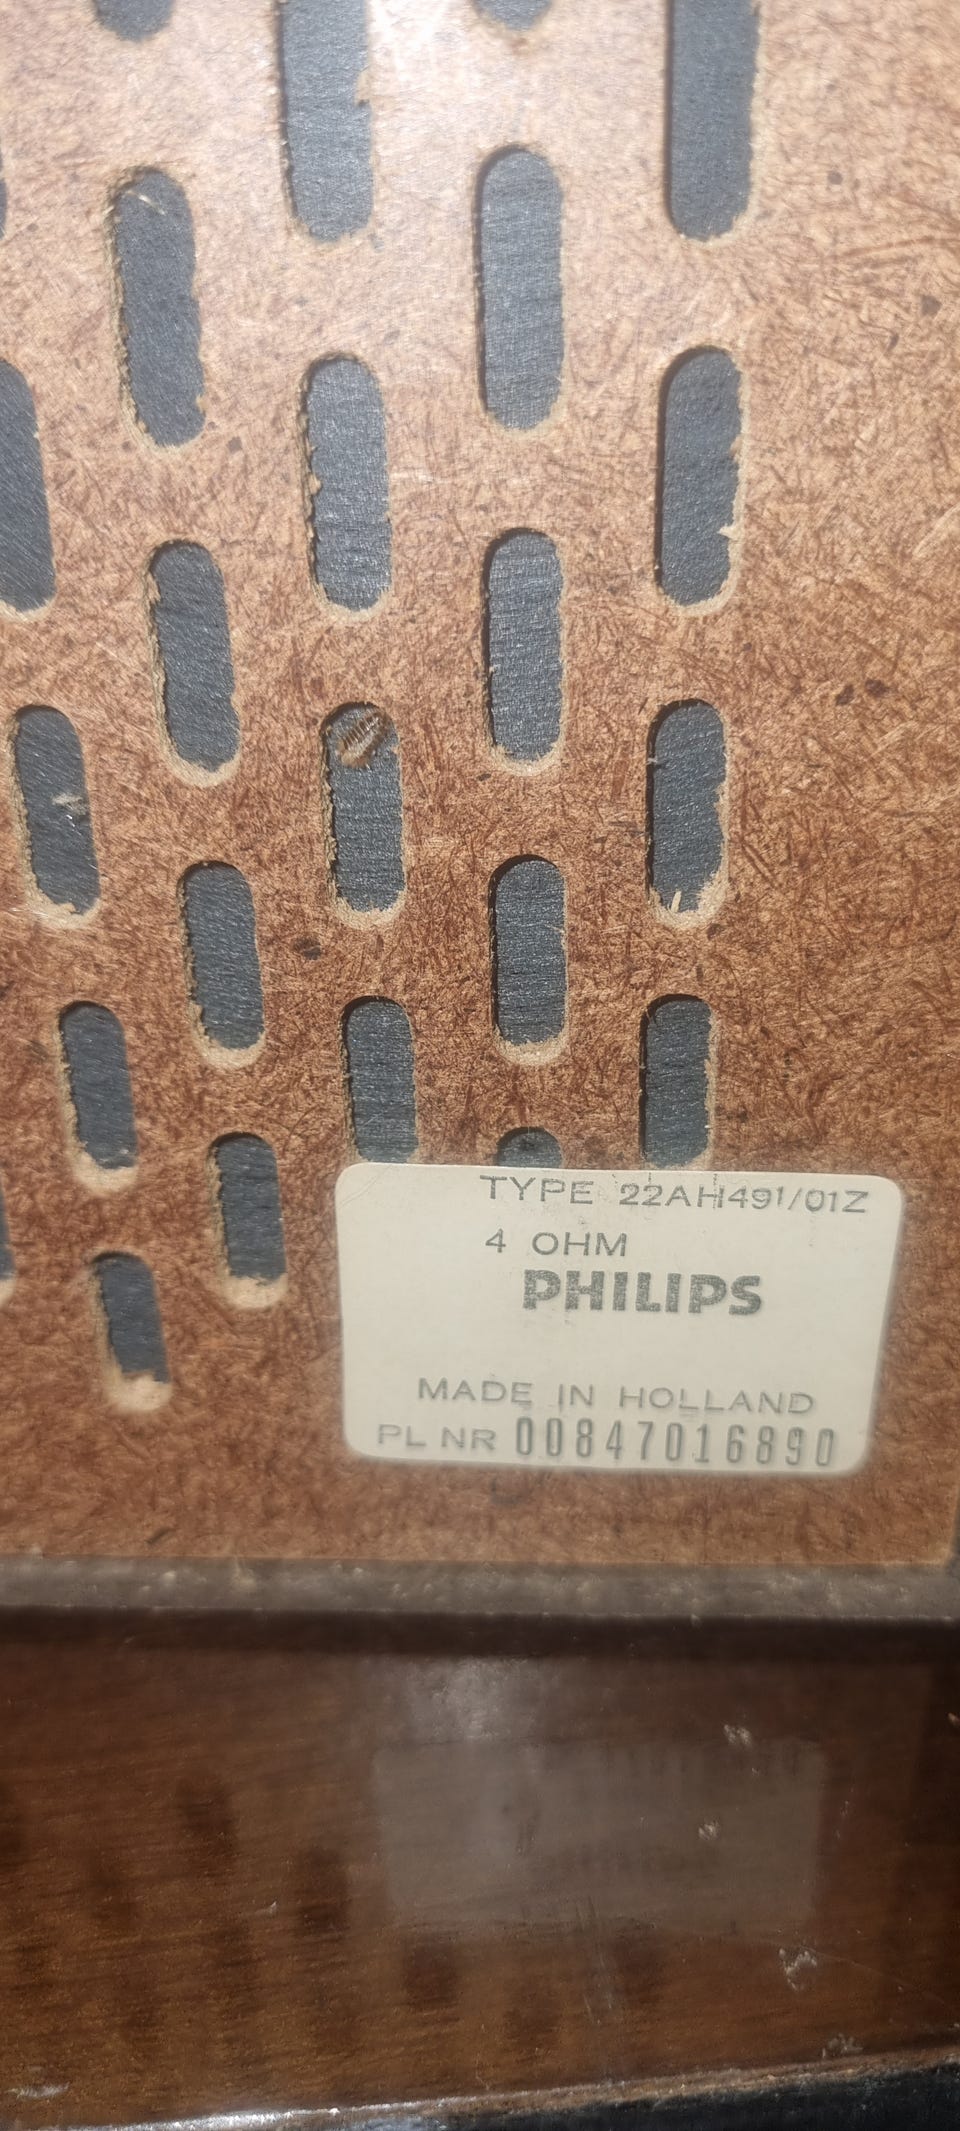 TYPE 22AH491/01Z
4 OHM
PHILIPS
MADE IN HOLLAND
PL NR 00847016890